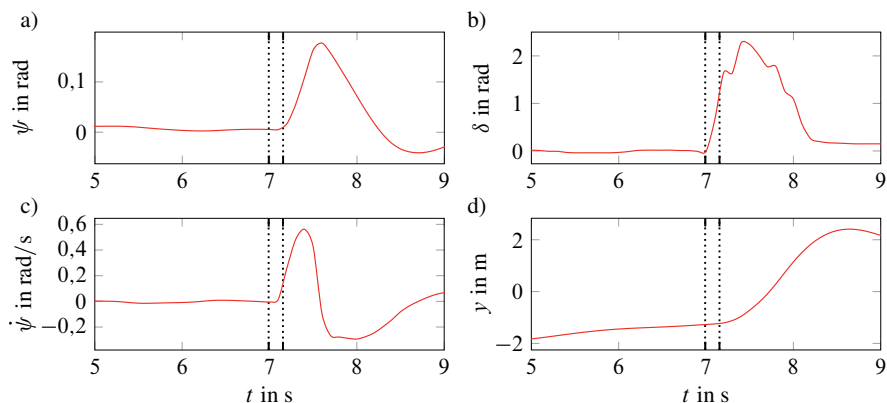 a)
0,1
0
ψ in rad
5 6 7 8 9
b)
2
1
0
δ in rad
5 6 7 8 9
c)
0,6
0,4
0,2
0
−0,2
ψ̇ in rad/s
5 6 7 8 9
t in s
d)
2
0
−2
y in m
5 6 7 8 9
t in s